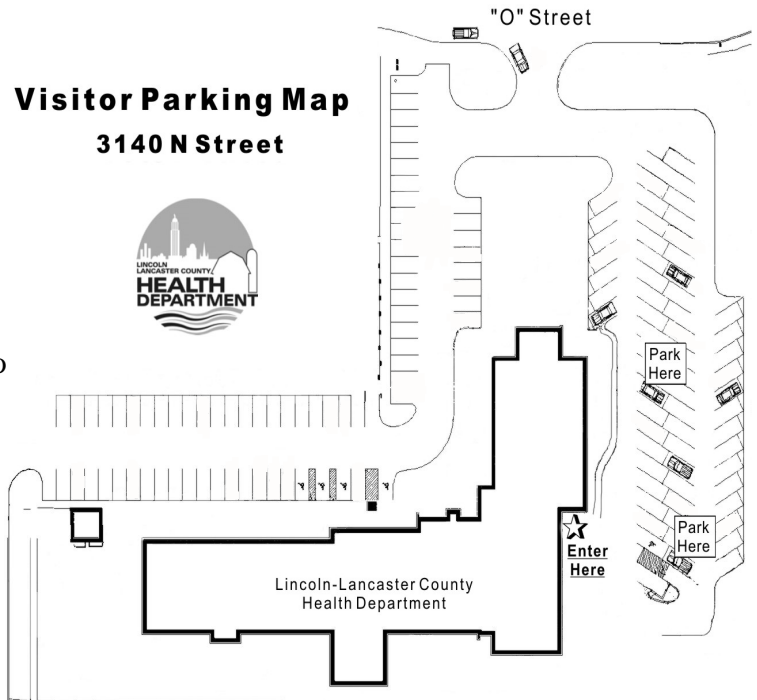 "O" Street
Visitor Parking Map
3140 N Street
LINCOLN
LANCASTER COUNTY
HEALTH
DEPARTMENT
Park
Here
Park
Here
Enter
Here
Lincoln-Lancaster County
Health Department